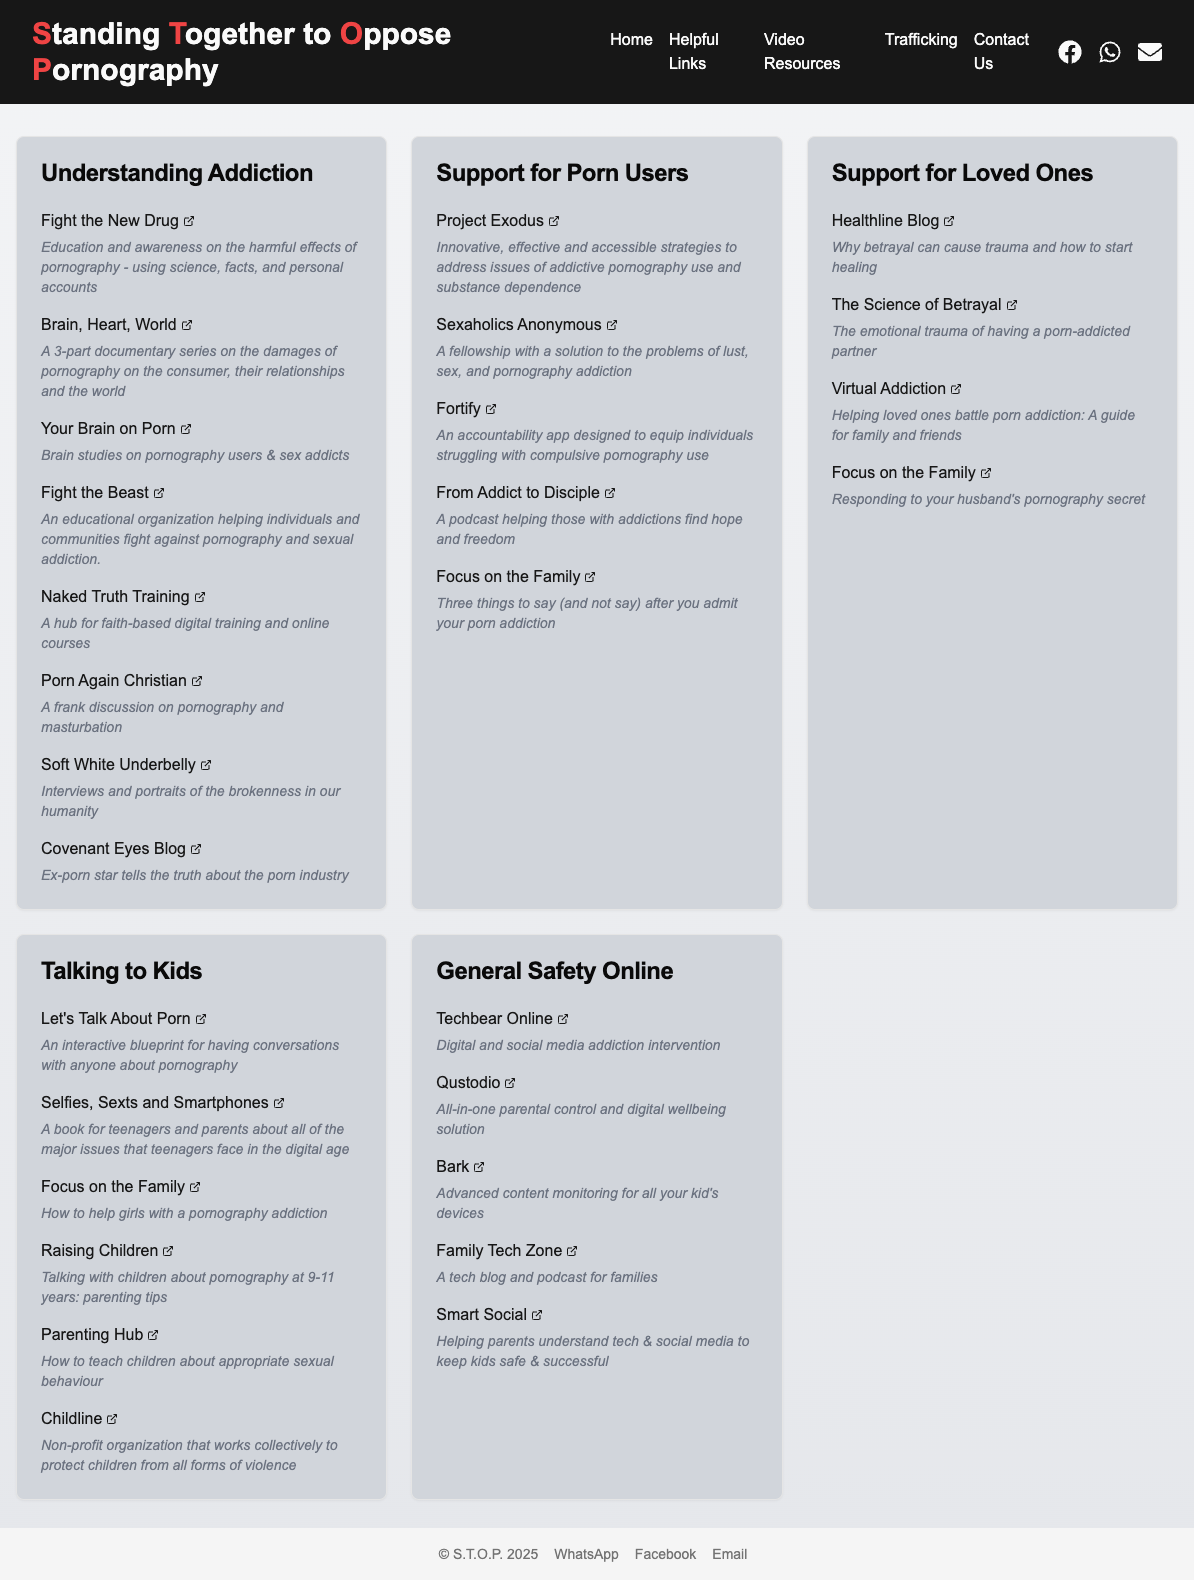 Standing Together to Oppose
Pornography
Home
Helpful
Links
Video
Resources
Trafficking
Contact
Us
Understanding Addiction
Fight the New Drug
Education and awareness on the harmful effects of
pornography - using science, facts, and personal
accounts
Brain, Heart, World
A 3-part documentary series on the damages of
pornography on the consumer, their relationships
and the world
Your Brain on Porn
Brain studies on pornography users & sex addicts
Fight the Beast
An educational organization helping individuals and
communities fight against pornography and sexual
addiction.
Naked Truth Training
A hub for faith-based digital training and online
courses
Porn Again Christian
A frank discussion on pornography and
masturbation
Soft White Underbelly
Interviews and portraits of the brokenness in our
humanity
Covenant Eyes Blog
Ex-porn star tells the truth about the porn industry
Support for Porn Users
Project Exodus
Innovative, effective and accessible strategies to
address issues of addictive pornography use and
substance dependence
Sexaholics Anonymous
A fellowship with a solution to the problems of lust,
sex, and pornography addiction
Fortify
An accountability app designed to equip individuals
struggling with compulsive pornography use
From Addict to Disciple
A podcast helping those with addictions find hope
and freedom
Focus on the Family
Three things to say (and not say) after you admit
your porn addiction
Support for Loved Ones
Healthline Blog
Why betrayal can cause trauma and how to start
healing
The Science of Betrayal
The emotional trauma of having a porn-addicted
partner
Virtual Addiction
Helping loved ones battle porn addiction: A guide
for family and friends
Focus on the Family
Responding to your husband's pornography secret
Talking to Kids
Let's Talk About Porn
An interactive blueprint for having conversations
with anyone about pornography
Selfies, Sexts and Smartphones
A book for teenagers and parents about all of the
major issues that teenagers face in the digital age
Focus on the Family
How to help girls with a pornography addiction
Raising Children
Talking with children about pornography at 9-11
years: parenting tips
Parenting Hub
How to teach children about appropriate sexual
behaviour
Childline
Non-profit organization that works collectively to
protect children from all forms of violence
General Safety Online
Techbear Online
Digital and social media addiction intervention
Qustodio
All-in-one parental control and digital wellbeing
solution
Bark
Advanced content monitoring for all your kid's
devices
Family Tech Zone
A tech blog and podcast for families
Smart Social
Helping parents understand tech & social media to
keep kids safe & successful
© S.T.O.P. 2025 WhatsApp Facebook Email